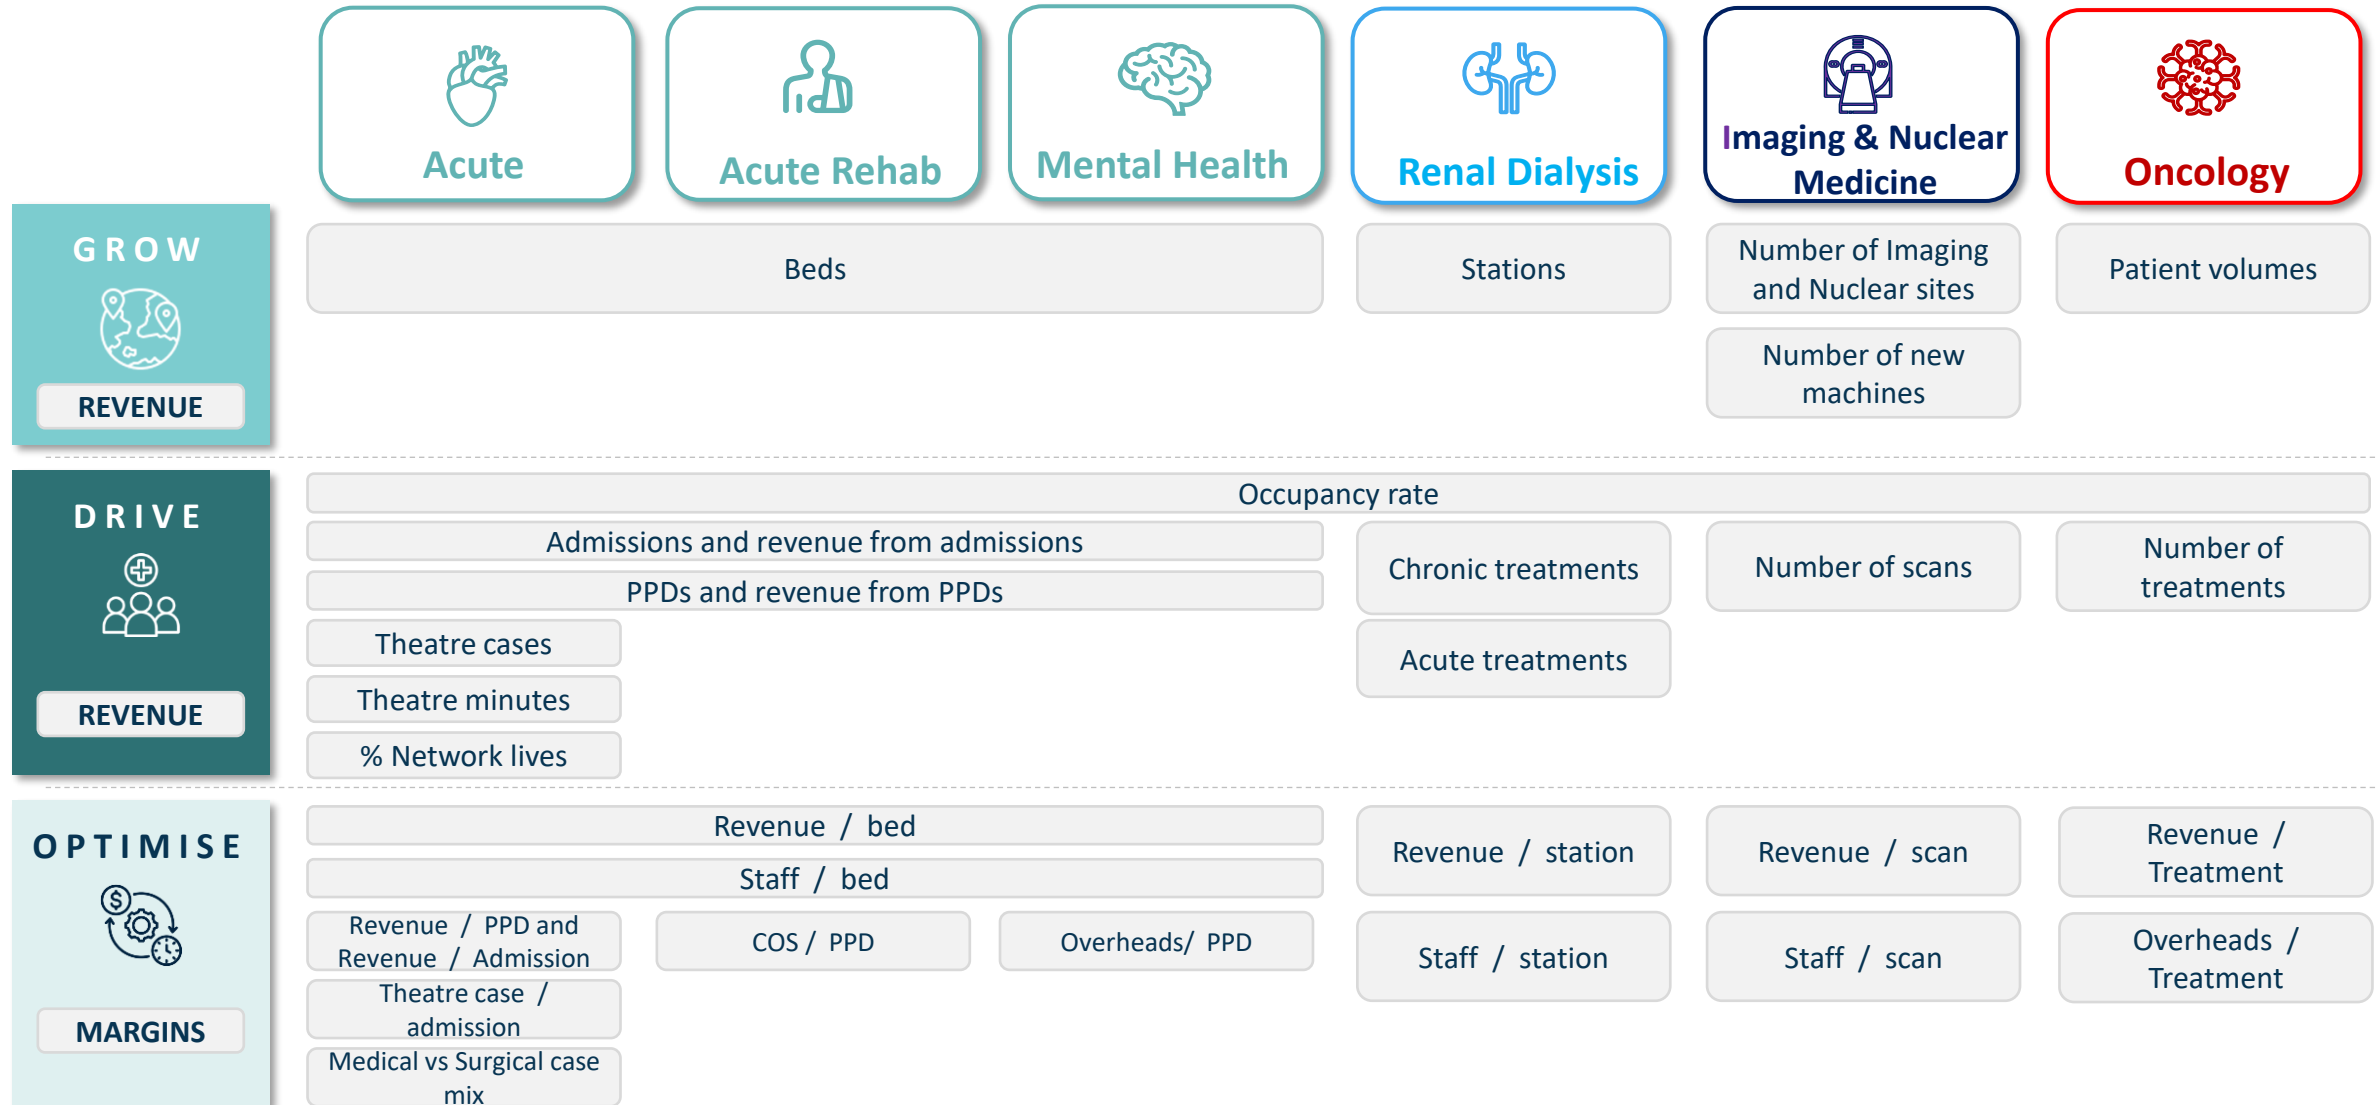 Acute
Acute Rehab
Mental Health
Renal Dialysis
Imaging & Nuclear
Medicine
Oncology
GROW
REVENUE
Beds
Stations
Number of Imaging
and Nuclear sites
Patient volumes
Number of new
machines
DRIVE
REVENUE
Occupancy rate
Admissions and revenue from admissions
PPDs and revenue from PPDs
Chronic treatments
Number of scans
Number of
treatments
Theatre cases
Acute treatments
Theatre minutes
% Network lives
OPTIMISE
MARGINS
Revenue / bed
Staff / bed
Revenue / station
Revenue / scan
Revenue /
Treatment
Revenue / PPD and
Revenue / Admission
COS / PPD
Overheads/ PPD
Staff / station
Staff / scan
Overheads /
Treatment
Theatre case /
admission
Medical vs Surgical case
mix